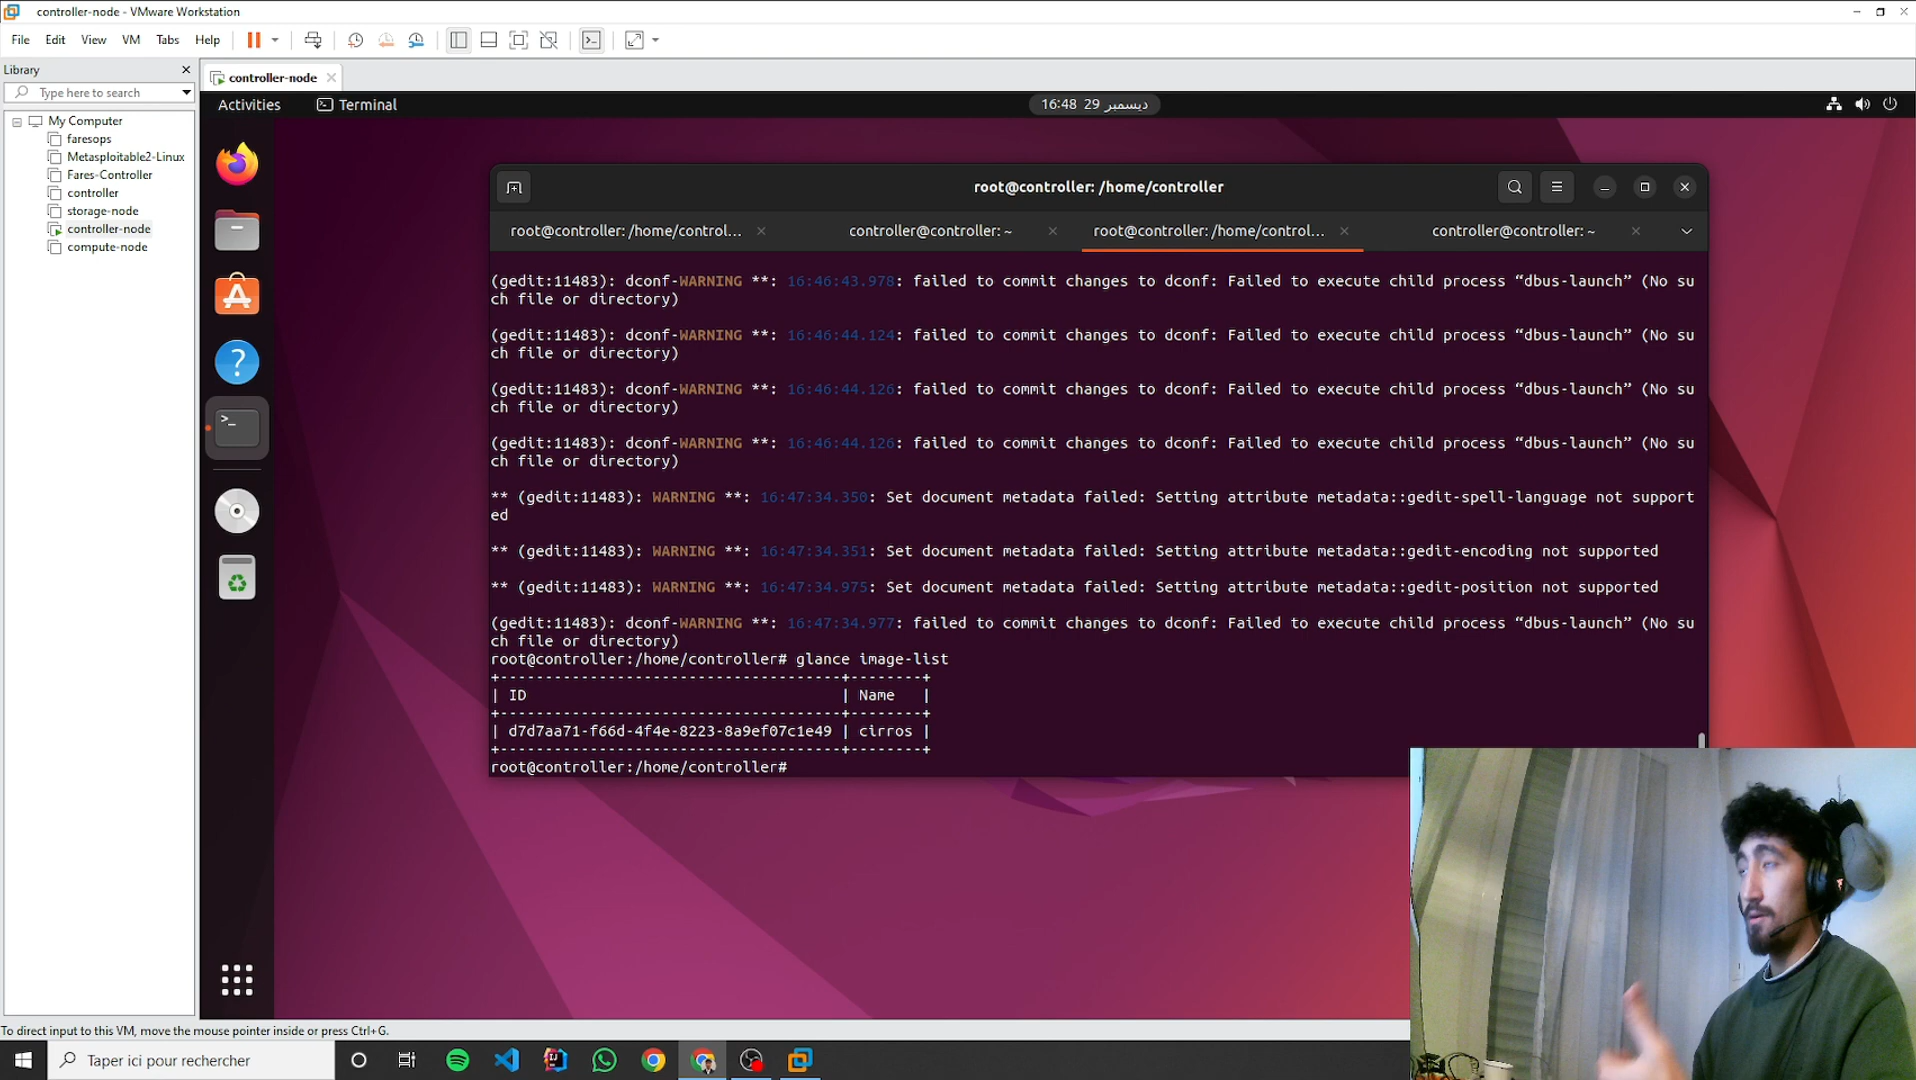 controller-node - VMware Workstation
File Edit View VM Tabs Help
Library
Type here to search
My Computer
faresops
Metasploitable2-Linux
Fares-Controller
controller
storage-node
controller-node
compute-node
controller-node
Activities Terminal 16:48 29 ديسمبر
root@controller: /home/controller
root@controller: /home/control... controller@controller: ~ root@controller: /home/control... controller@controller: ~
(gedit:11483): dconf-WARNING **: 16:46:43.978: failed to commit changes to dconf: Failed to execute child process “dbus-launch” (No su
ch file or directory)
(gedit:11483): dconf-WARNING **: 16:46:44.124: failed to commit changes to dconf: Failed to execute child process “dbus-launch” (No su
ch file or directory)
(gedit:11483): dconf-WARNING **: 16:46:44.126: failed to commit changes to dconf: Failed to execute child process “dbus-launch” (No su
ch file or directory)
(gedit:11483): dconf-WARNING **: 16:46:44.126: failed to commit changes to dconf: Failed to execute child process “dbus-launch” (No su
ch file or directory)
** (gedit:11483): WARNING **: 16:47:34.350: Set document metadata failed: Setting attribute metadata::gedit-spell-language not support
ed
** (gedit:11483): WARNING **: 16:47:34.351: Set document metadata failed: Setting attribute metadata::gedit-encoding not supported
** (gedit:11483): WARNING **: 16:47:34.975: Set document metadata failed: Setting attribute metadata::gedit-position not supported
(gedit:11483): dconf-WARNING **: 16:47:34.977: failed to commit changes to dconf: Failed to execute child process “dbus-launch” (No su
ch file or directory)
root@controller:/home/controller# glance image-list
+--------------------------------------+--------+
| ID | Name |
+--------------------------------------+--------+
| d7d7aa71-f66d-4f4e-8223-8a9ef07c1e49 | cirros |
+--------------------------------------+--------+
root@controller:/home/controller#
To direct input to this VM, move the mouse pointer inside or press Ctrl+G.
Taper ici pour rechercher